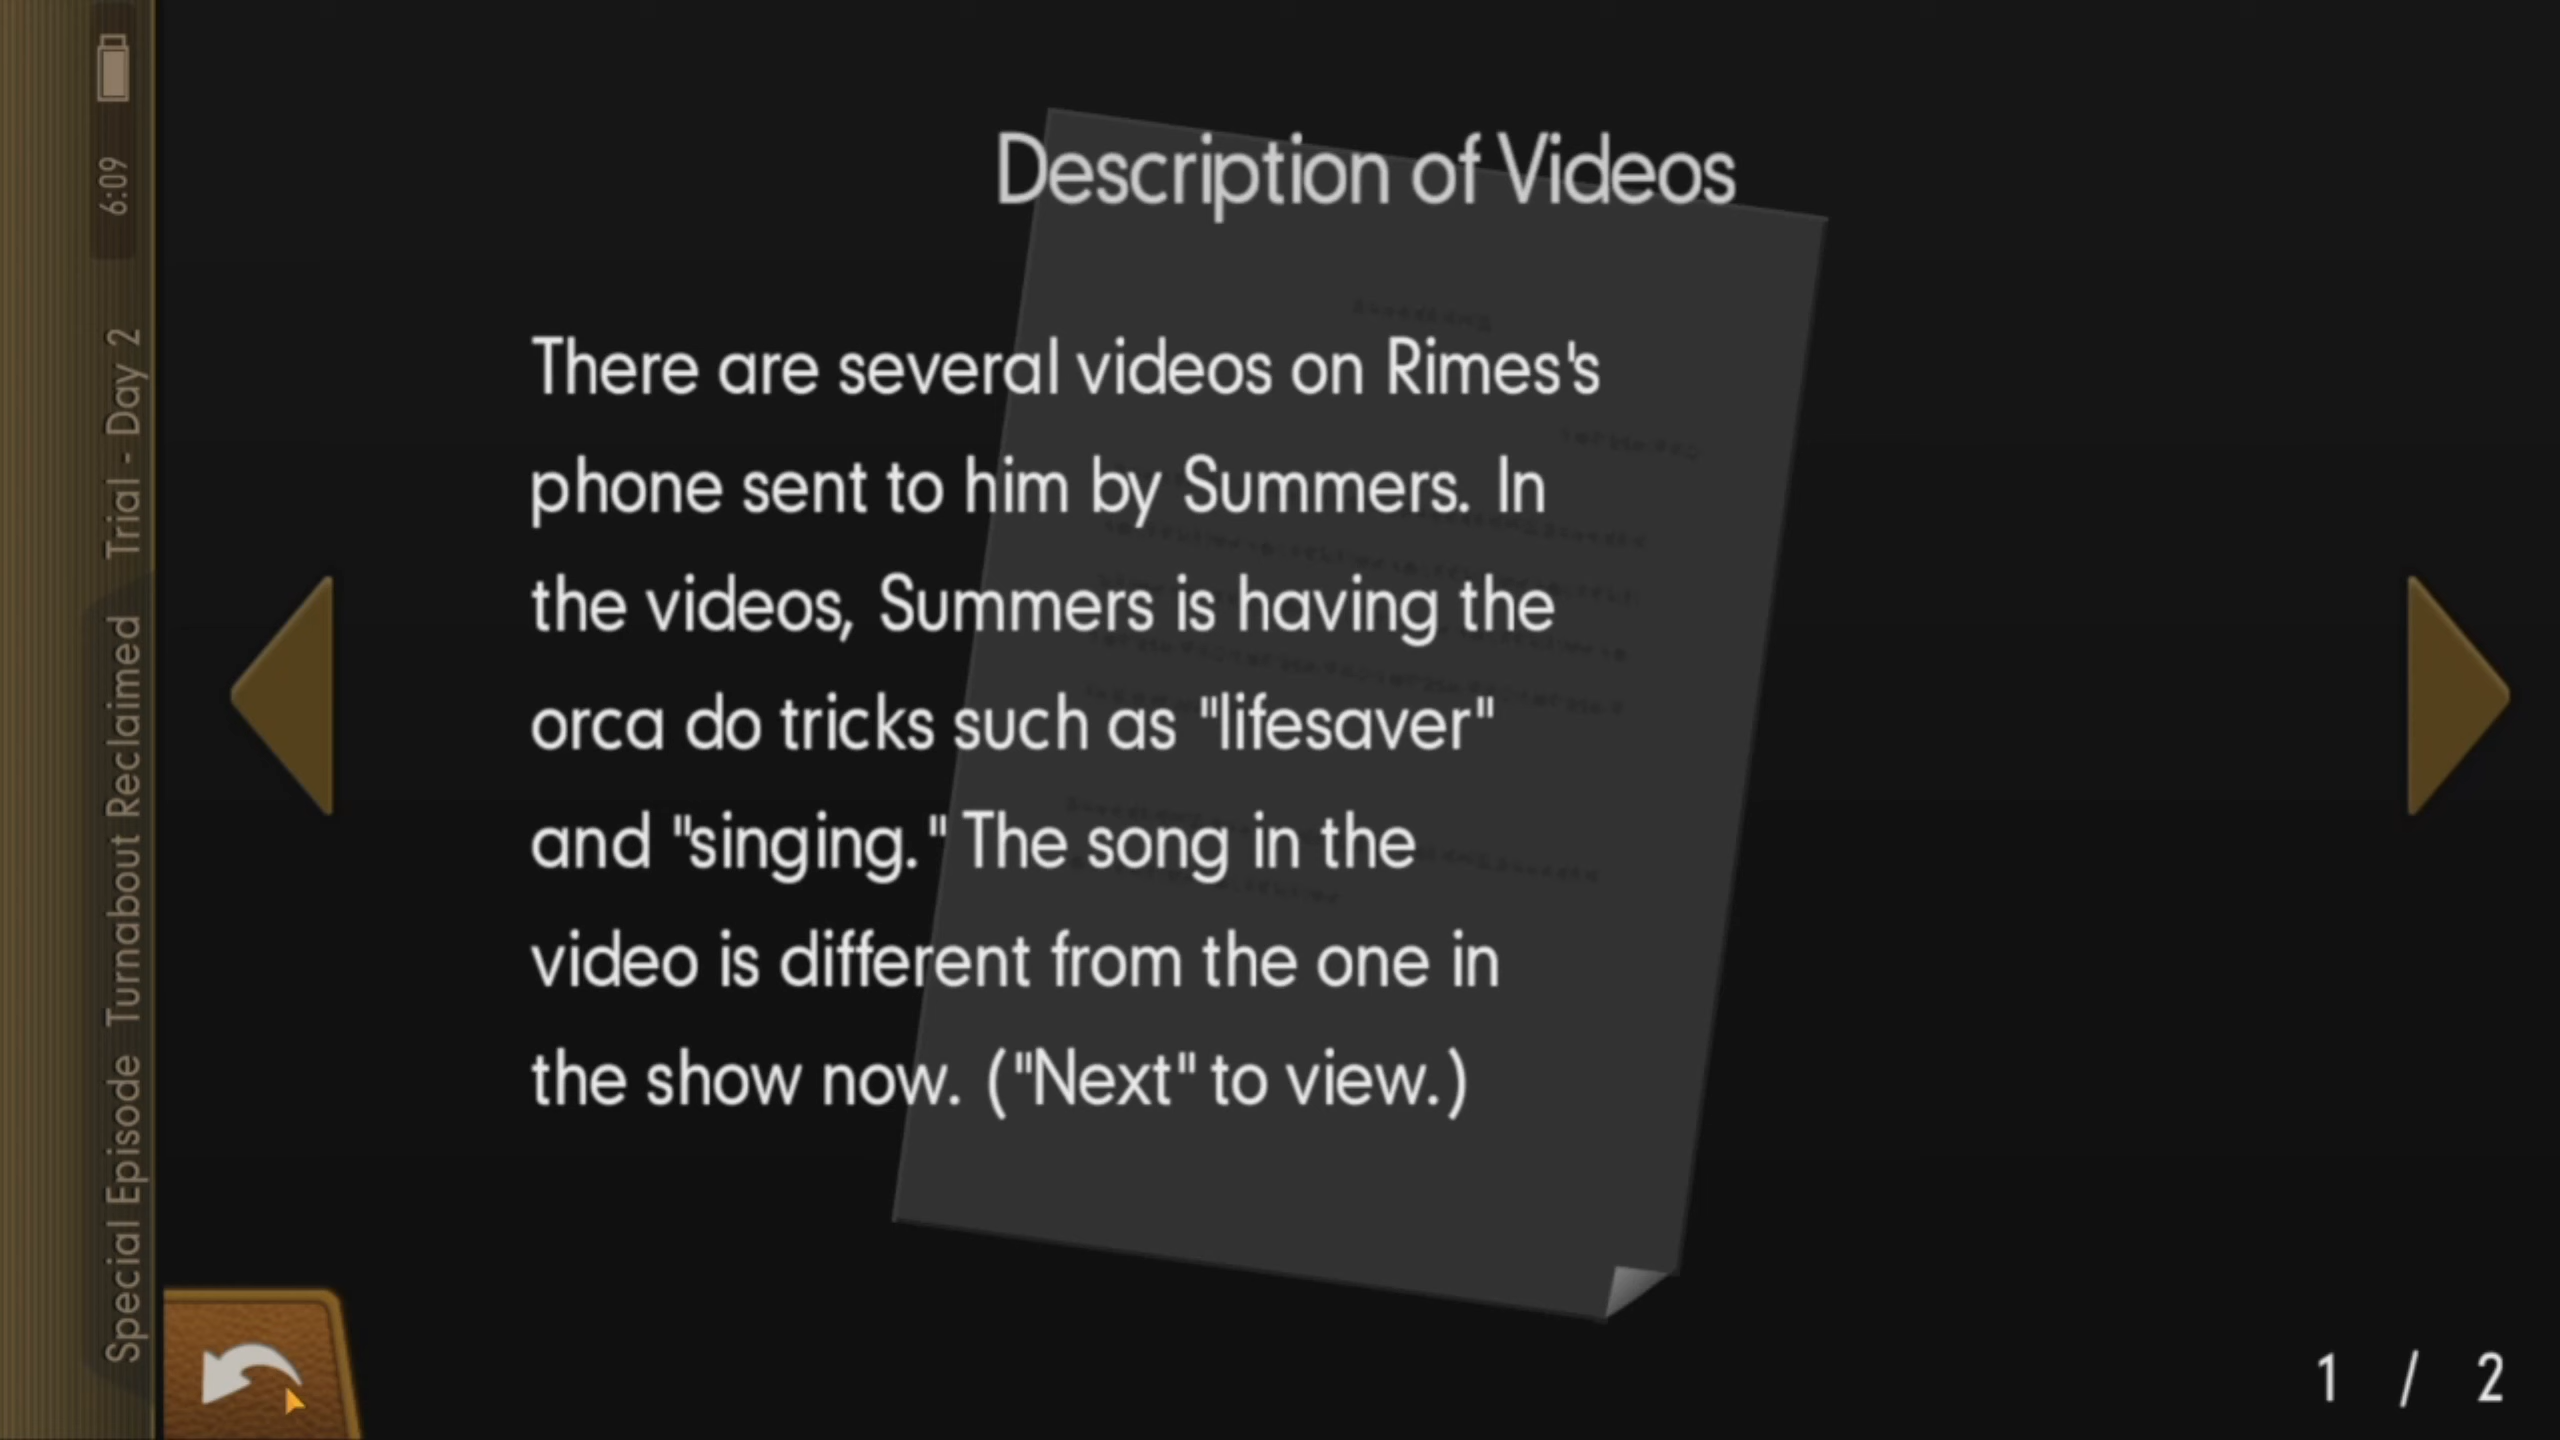 6:09
Special Episode Turnabout Reclaimed Trial - Day 2
Description of Videos
There are several videos on Rimes's
phone sent to him by Summers. In
the videos, Summers is having the
orca do tricks such as "lifesaver"
and "singing." The song in the
video is different from the one in
the show now. ("Next" to view.)
1 / 2